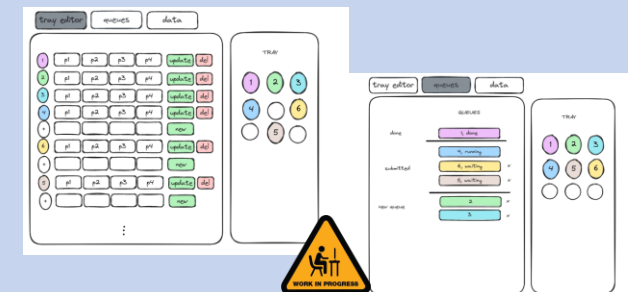 tray editor queues data
TRAY
1 p1 p2 p3 p4 update del
2 p1 p2 p3 p4 update del
3 p1 p2 p3 p4 update del
4 p1 p2 p3 p4 update del
+ new
6 p1 p2 p3 p4 update del
+ new
5 p1 p2 p3 p4 update del
+ new
1 2 3
4 6
5
tray editor queues data
QUEUES
done 1, done
4, running
submitted 6, waiting x
5, waiting x
new queue 2 x
3 x
TRAY
1 2 3
4 5 6
WORK IN PROGRESS